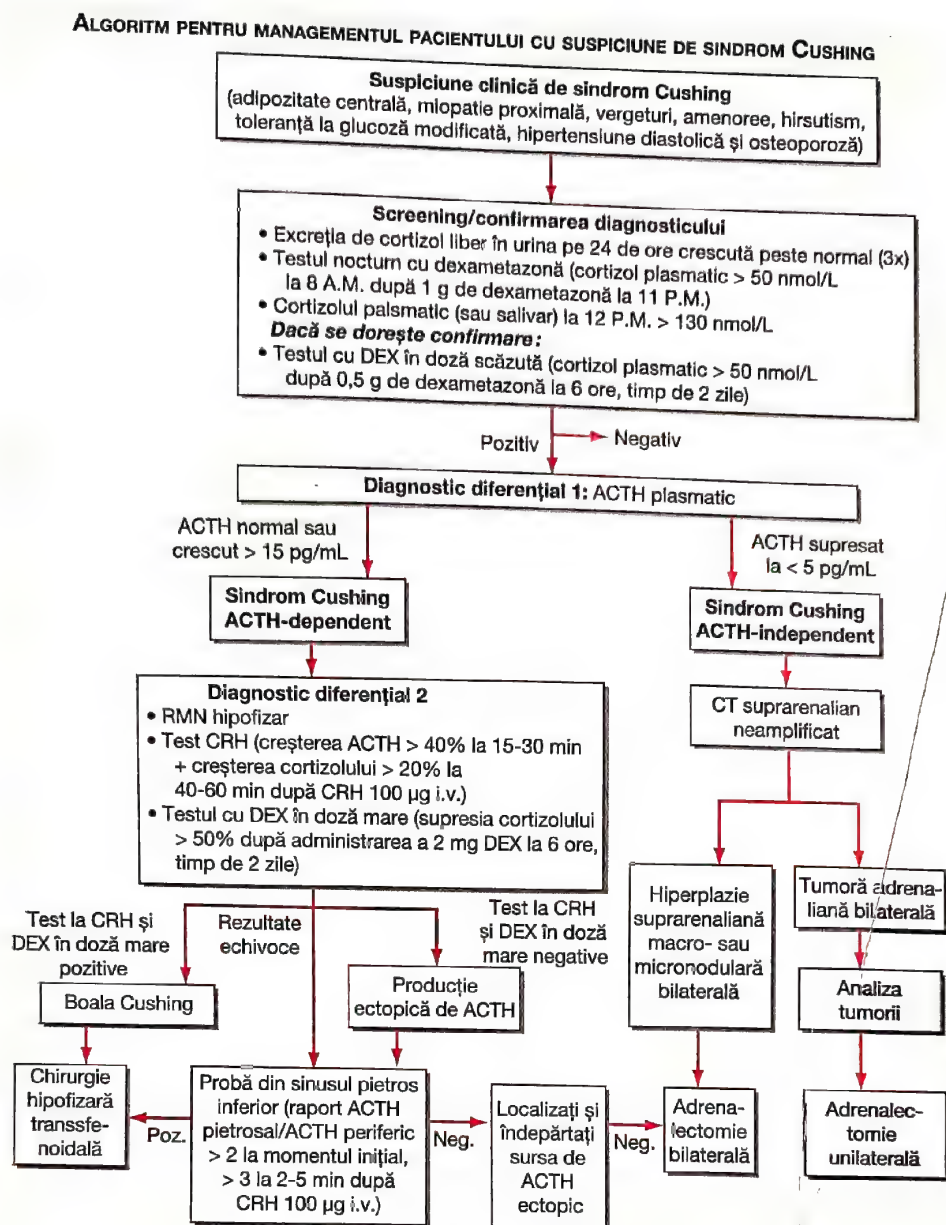 ALGORITM PENTRU MANAGEMENTUL PACIENTULUI CU SUSPICIUNE DE SINDROM CUSHING
Suspiciune clinică de sindrom Cushing
(adipozitate centrală, miopatie proximală, vergeturi, amenoree, hirsutism,
toleranță la glucoză modificată, hipertensiune diastolică și osteoporoză)
Screening/confirmarea diagnosticului
• Excreția de cortizol liber în urina pe 24 de ore crescută peste normal (3x)
• Testul nocturn cu dexametazonă (cortizol plasmatic > 50 nmol/L
la 8 A.M. după 1 g de dexametazonă la 11 P.M.)
• Cortizolul palsmatic (sau salivar) la 12 P.M. > 130 nmol/L
Dacă se dorește confirmare:
• Testul cu DEX în doză scăzută (cortizol plasmatic > 50 nmol/L
după 0,5 g de dexametazonă la 6 ore, timp de 2 zile)
Pozitiv
Negativ
Diagnostic diferențial 1: ACTH plasmatic
ACTH normal sau
crescut > 15 pg/mL
ACTH supresat
la < 5 pg/mL
Sindrom Cushing
ACTH-dependent
Sindrom Cushing
ACTH-independent
Diagnostic diferențial 2
• RMN hipofizar
• Test CRH (creșterea ACTH > 40% la 15-30 min
+ creșterea cortizolului > 20% la
40-60 min după CRH 100 µg i.v.)
• Testul cu DEX în doză mare (supresia cortizolului
> 50% după administrarea a 2 mg DEX la 6 ore,
timp de 2 zile)
CT suprarenalian
neamplificat
Test la CRH și
DEX în doză mare
pozitive
Rezultate
echivoce
Test la CRH
și DEX în doză
mare negative
Hiperplazie
suprarenaliană
macro- sau
micronodulară
bilaterală
Tumoră adrena-
liană bilaterală
Boala Cushing
Producție
ectopică de ACTH
Analiza
tumorii
Chirurgie
hipofizară
transsfe-
noidală
Poz.
Probă din sinusul pietros
inferior (raport ACTH
pietrosal/ACTH periferic
> 2 la momentul inițial,
> 3 la 2-5 min după
CRH 100 µg i.v.)
Neg.
Localizați și
îndepărtați
sursa de
ACTH
ectopic
Neg.
Adrena-
lectomie
bilaterală
Adrenalec-
tomie
unilaterală